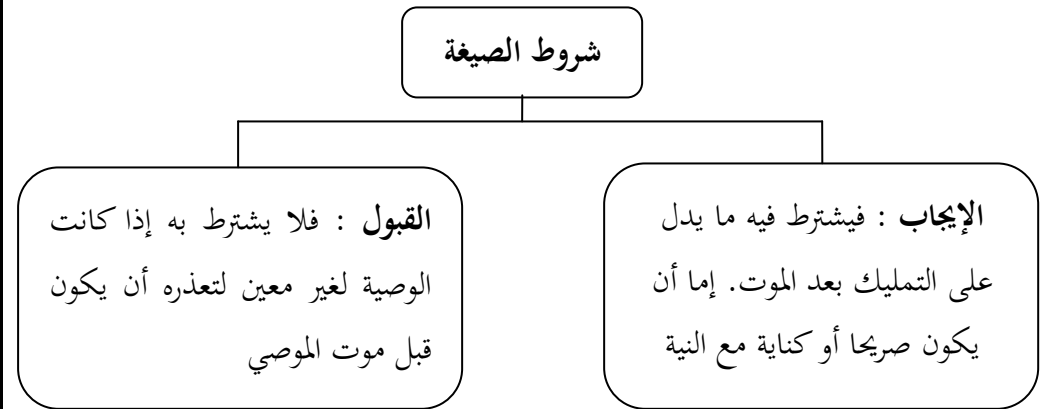 شروط الصيغة
الإيجاب : فيشترط فيه ما يدل
على التمليك بعد الموت. إما أن
يكون صريحا أو كناية مع النية
القبول : فلا يشترط به إذا كانت
الوصية لغير معين لتعذره أن يكون
قبل موت الموصي